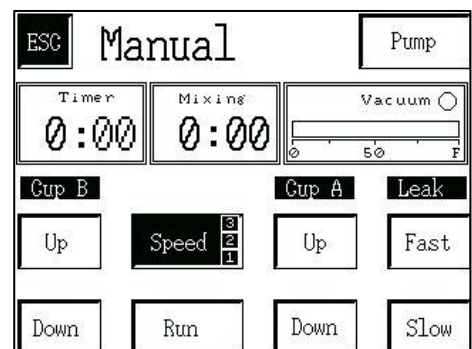 ESC Manual Pump
Timer Mixing Vacuum
0:00 0:00 0 50 F
Cup B Cup A Leak
Up Speed 3 2 1 Up Fast
Down Run Down Slow